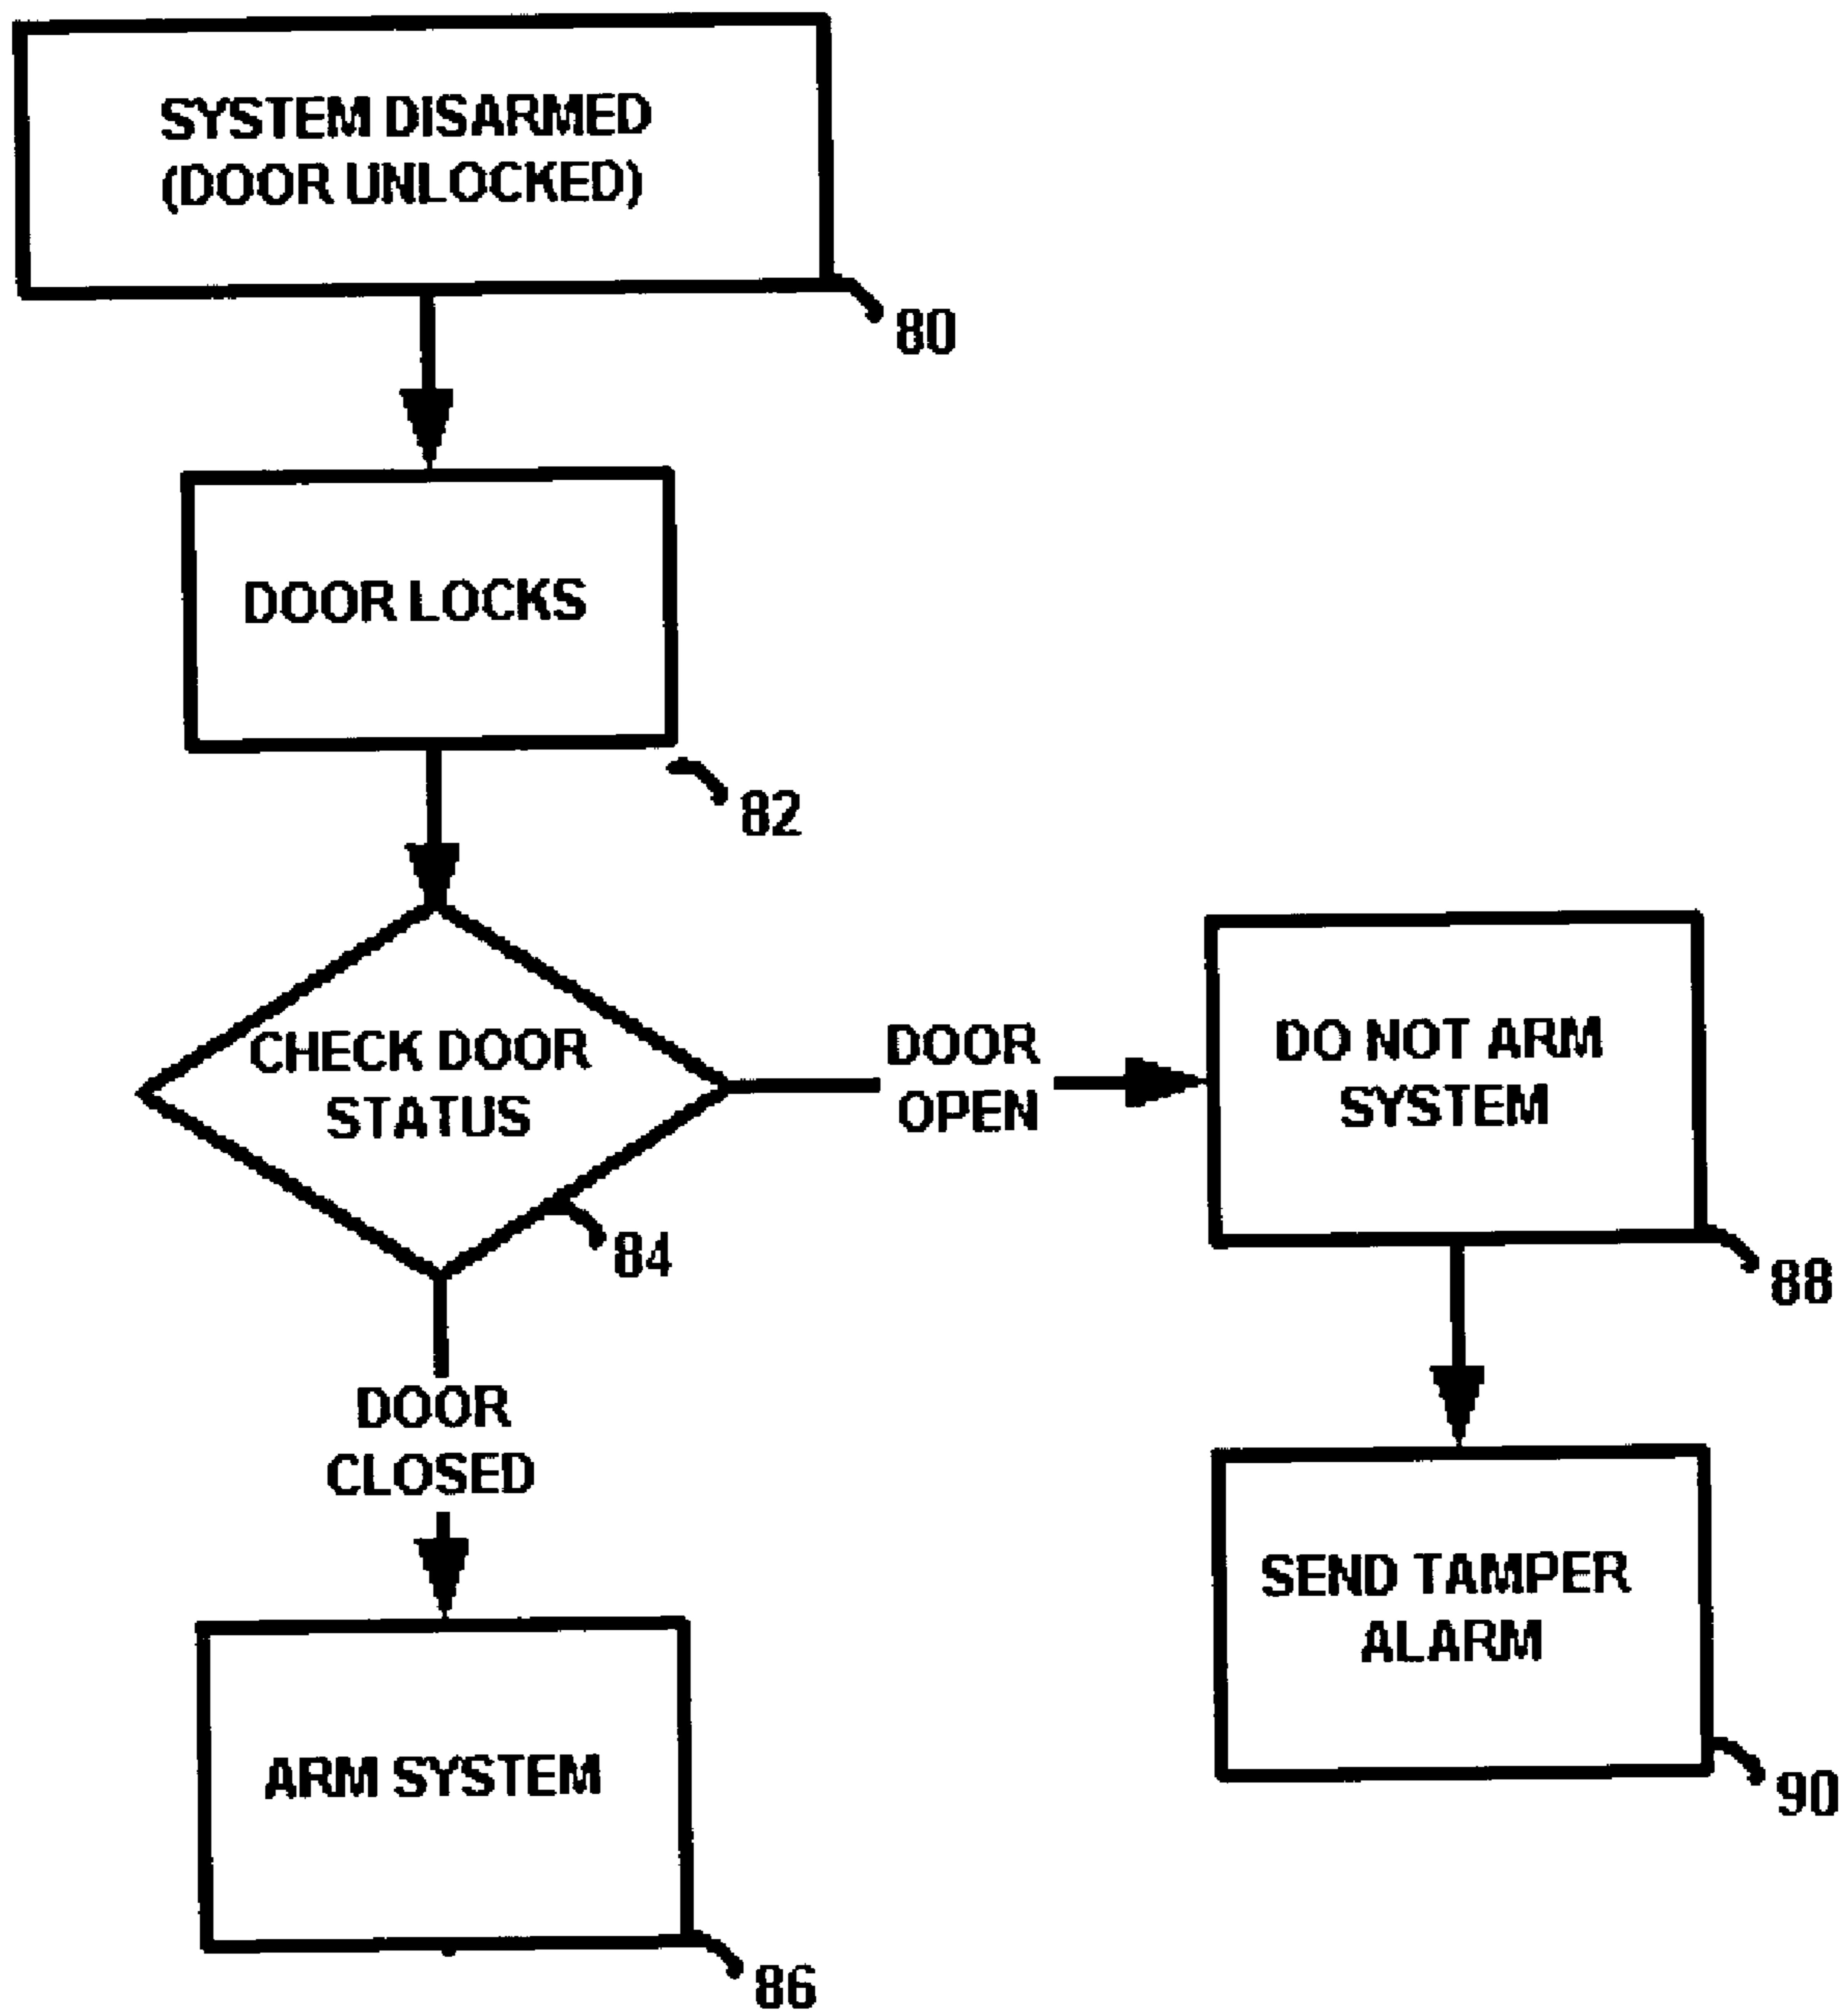 SYSTEM DISARMED
(DOOR UNLOCKED)
80
DOOR LOCKS
82
CHECK DOOR
STATUS
84
DOOR
OPEN
DO NOT ARM
SYSTEM
88
DOOR
CLOSED
SEND TAMPER
ALARM
90
ARM SYSTEM
86